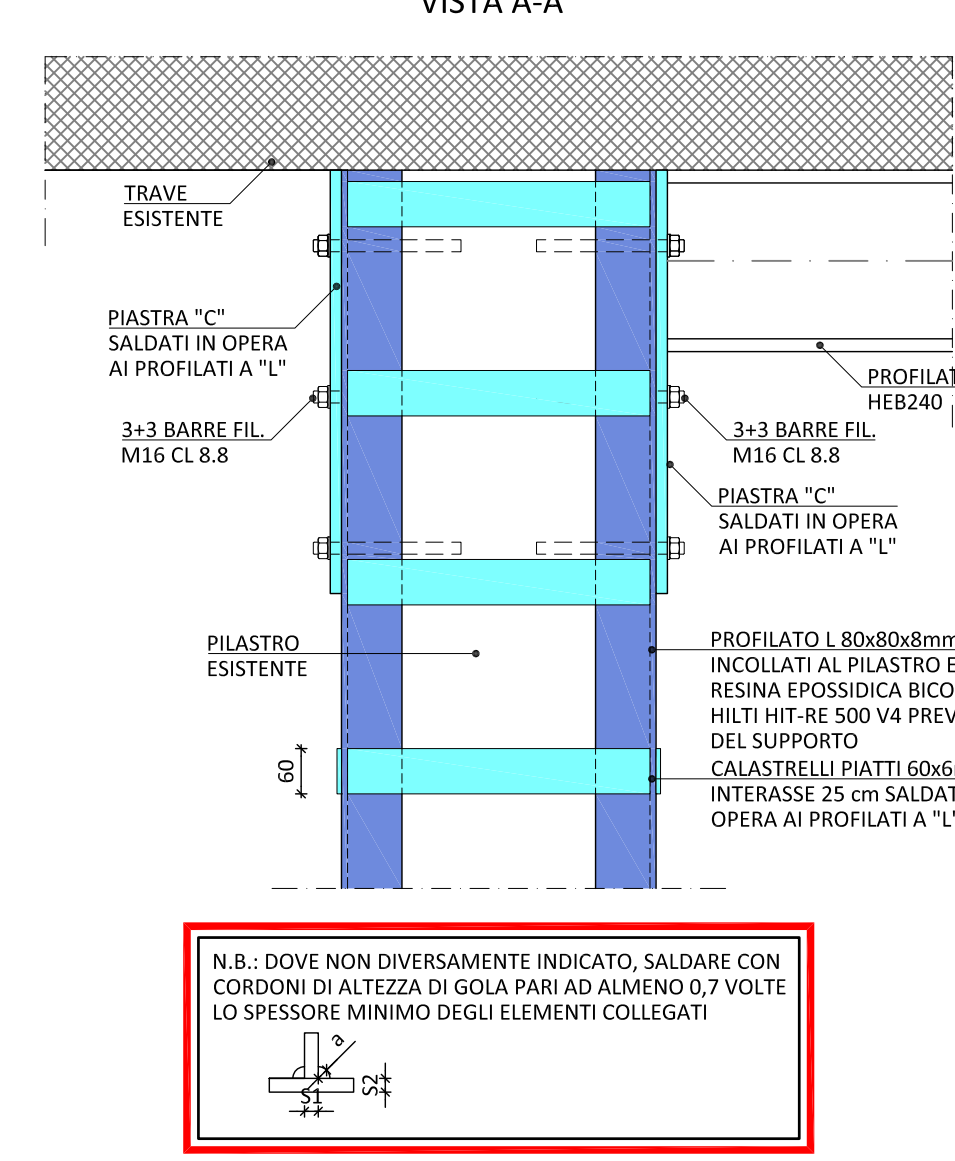 VISTA A-A
TRAVE
ESISTENTE
PIASTRA "C"
SALDATI IN OPERA
AI PROFILATI A "L"
PROFILAT
HEB240
3+3 BARRE FIL.
M16 CL 8.8
3+3 BARRE FIL.
M16 CL 8.8
PIASTRA "C"
SALDATI IN OPERA
AI PROFILATI A "L"
PILASTRO
ESISTENTE
PROFILATO L 80x80x8mm
INCOLLATI AL PILASTRO E
RESINA EPOSSIDICA BICO
HILTI HIT-RE 500 V4 PREV
DEL SUPPORTO
60
CALASTRELLI PIATTI 60x6
INTERASSE 25 cm SALDAT
OPERA AI PROFILATI A "L"
N.B.: DOVE NON DIVERSAMENTE INDICATO, SALDARE CON
CORDONI DI ALTEZZA DI GOLA PARI AD ALMENO 0,7 VOLTE
LO SPESSORE MINIMO DEGLI ELEMENTI COLLEGATI
a
S1
S2